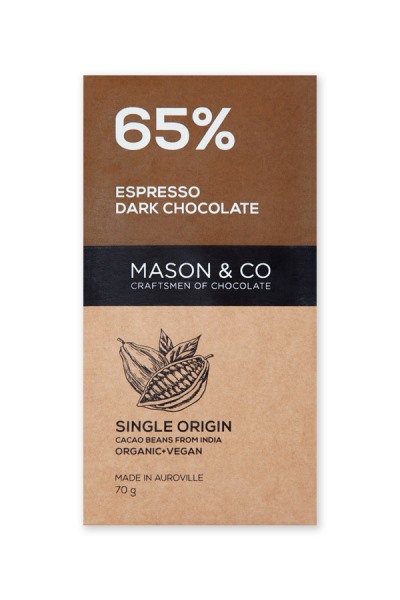 65%
ESPRESSO
DARK CHOCOLATE
MASON & CO
CRAFTSMEN OF CHOCOLATE
SINGLE ORIGIN
CACAO BEANS FROM INDIA
ORGANIC+VEGAN
MADE IN AUROVILLE
70 g